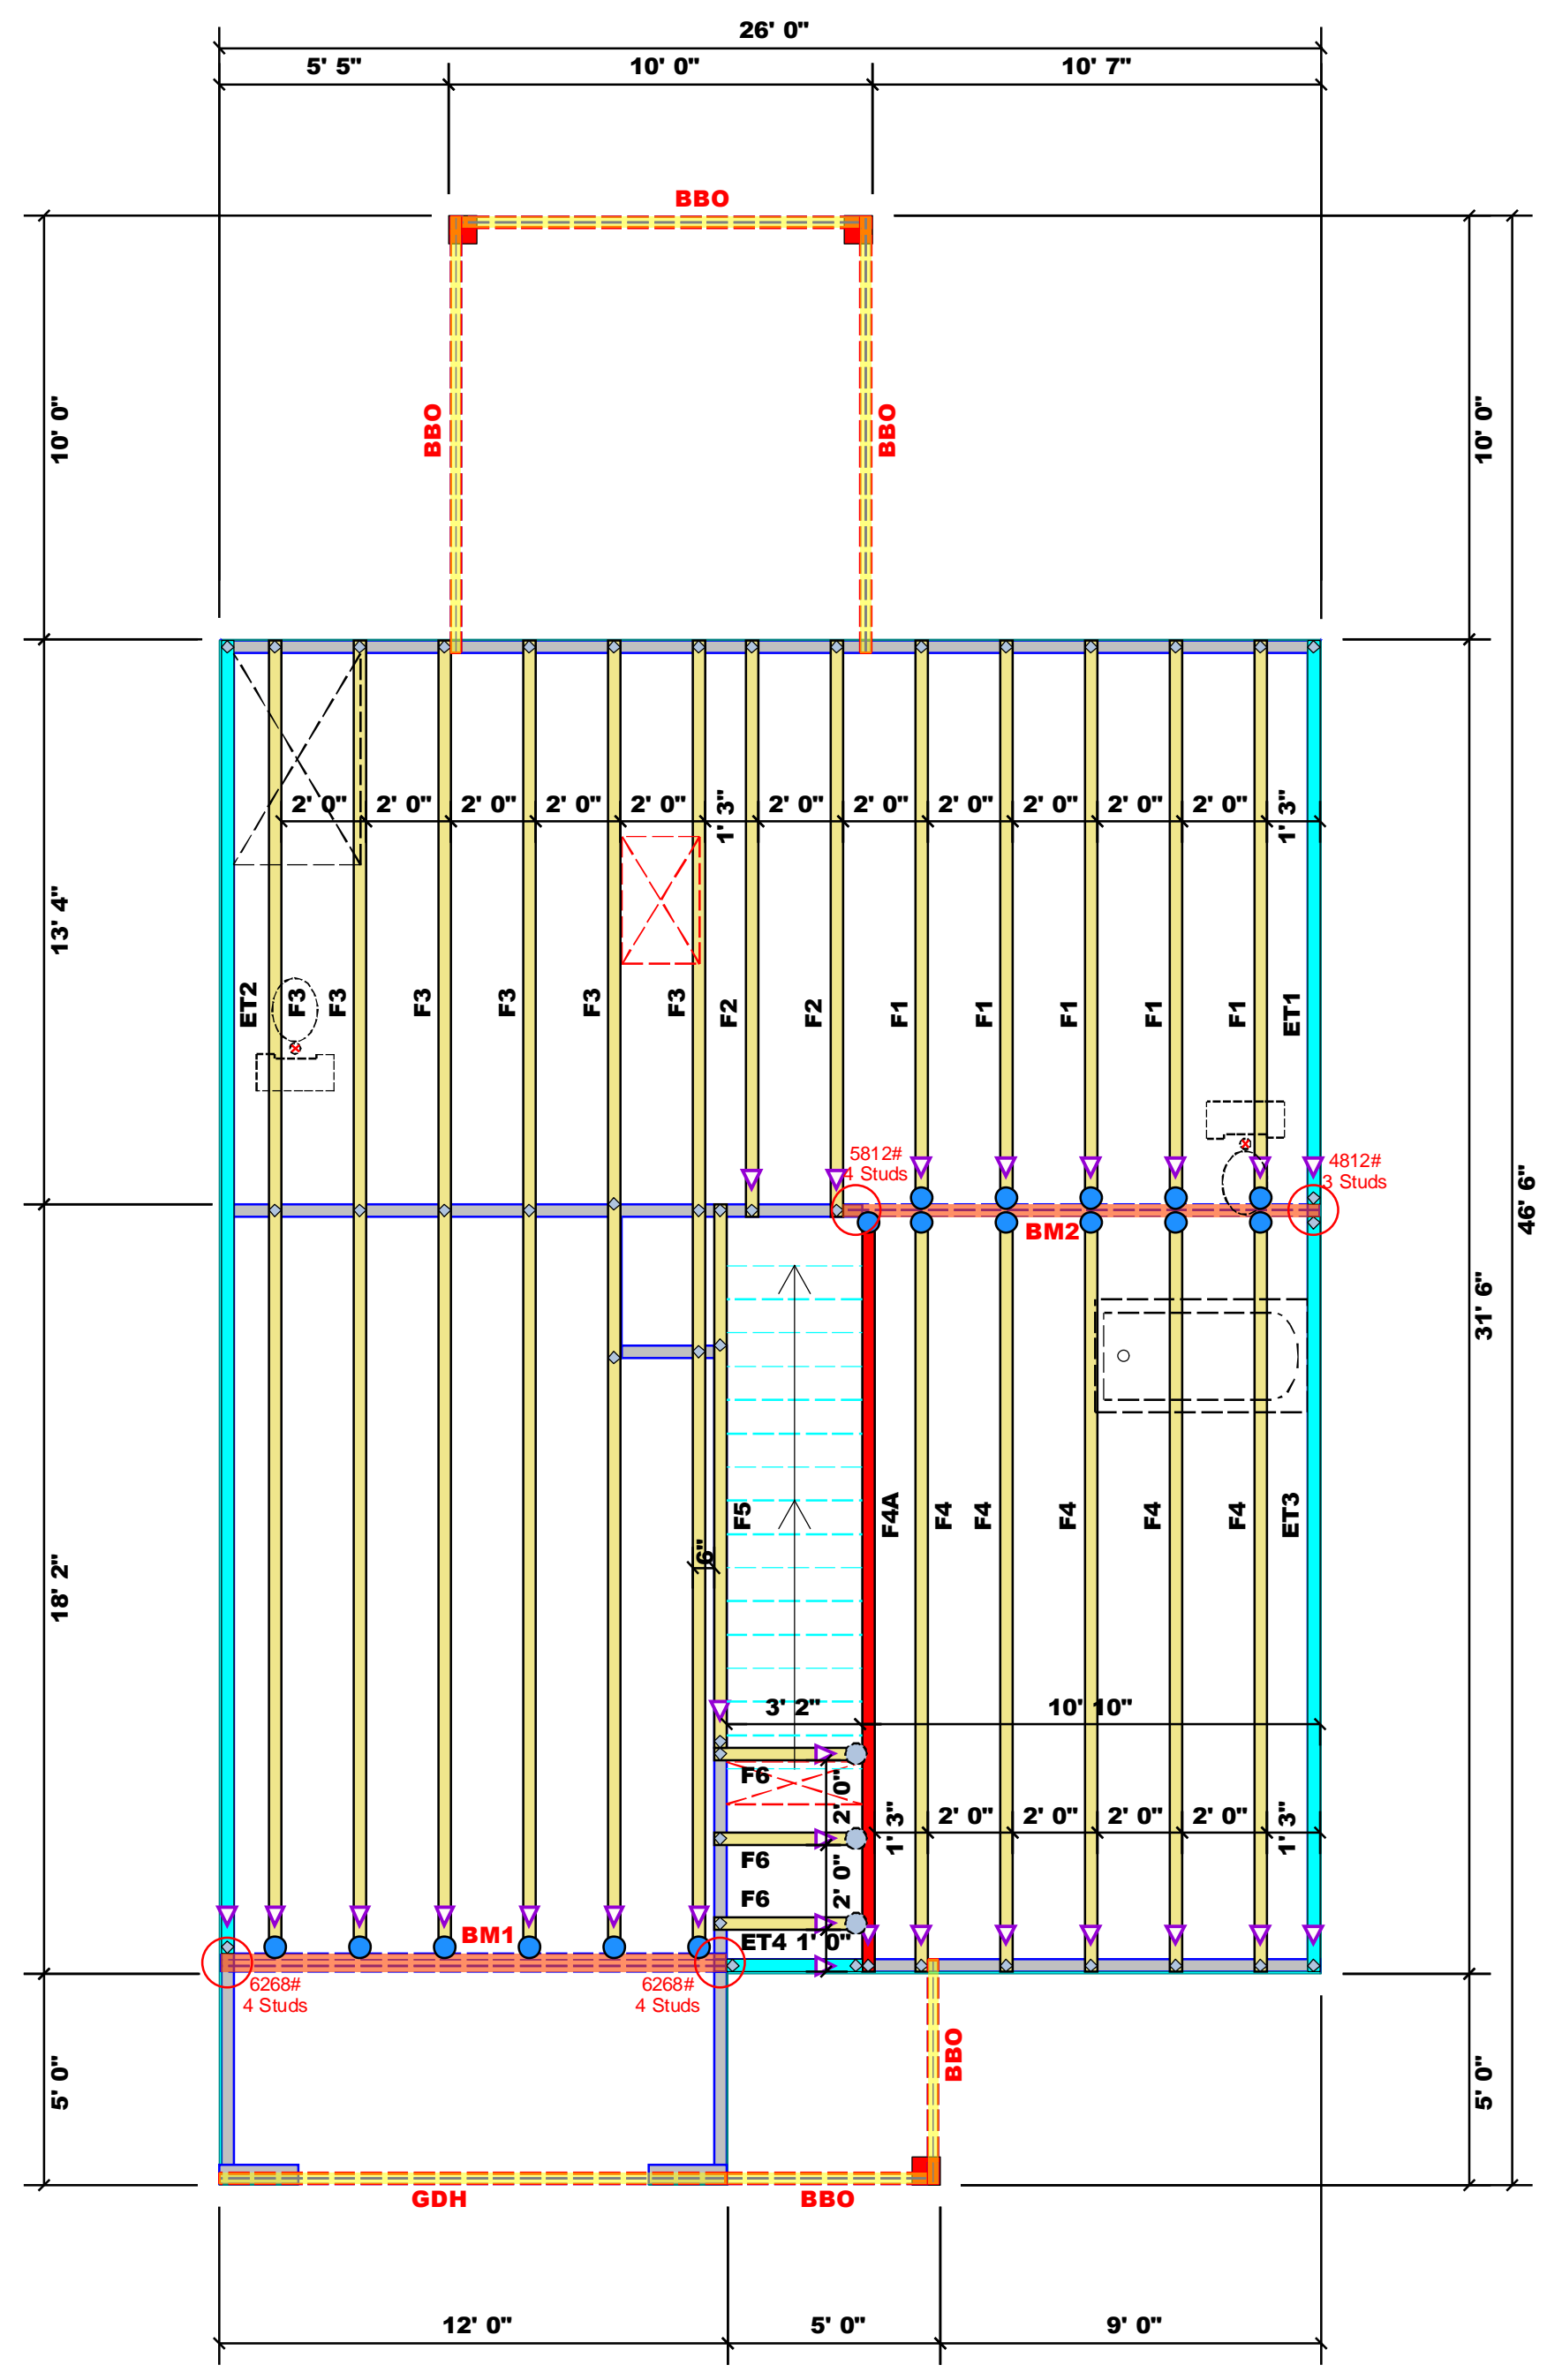 26' 0"
5' 5"
10' 0"
10' 7"
BBO
BBO
BBO
10' 0"
10' 0"
2' 0"
2' 0"
2' 0"
2' 0"
2' 0"
1' 3"
2' 0"
2' 0"
2' 0"
2' 0"
2' 0"
2' 0"
1' 3"
13' 4"
ET2
F3
F3
F3
F3
F3
F3
F2
F2
F1
F1
F1
F1
F1
ET1
5812#
4 Studs
4812#
3 Studs
BM2
46' 6"
31' 6"
18' 2"
F5
F4A
F4
F4
F4
F4
F4
ET3
6"
3' 2"
10' 10"
F6
2' 0"
1' 3"
2' 0"
2' 0"
2' 0"
2' 0"
1' 3"
F6
2' 0"
F6
ET4
1' 0"
BM1
6268#
4 Studs
6268#
4 Studs
BBO
5' 0"
5' 0"
GDH
BBO
12' 0"
5' 0"
9' 0"